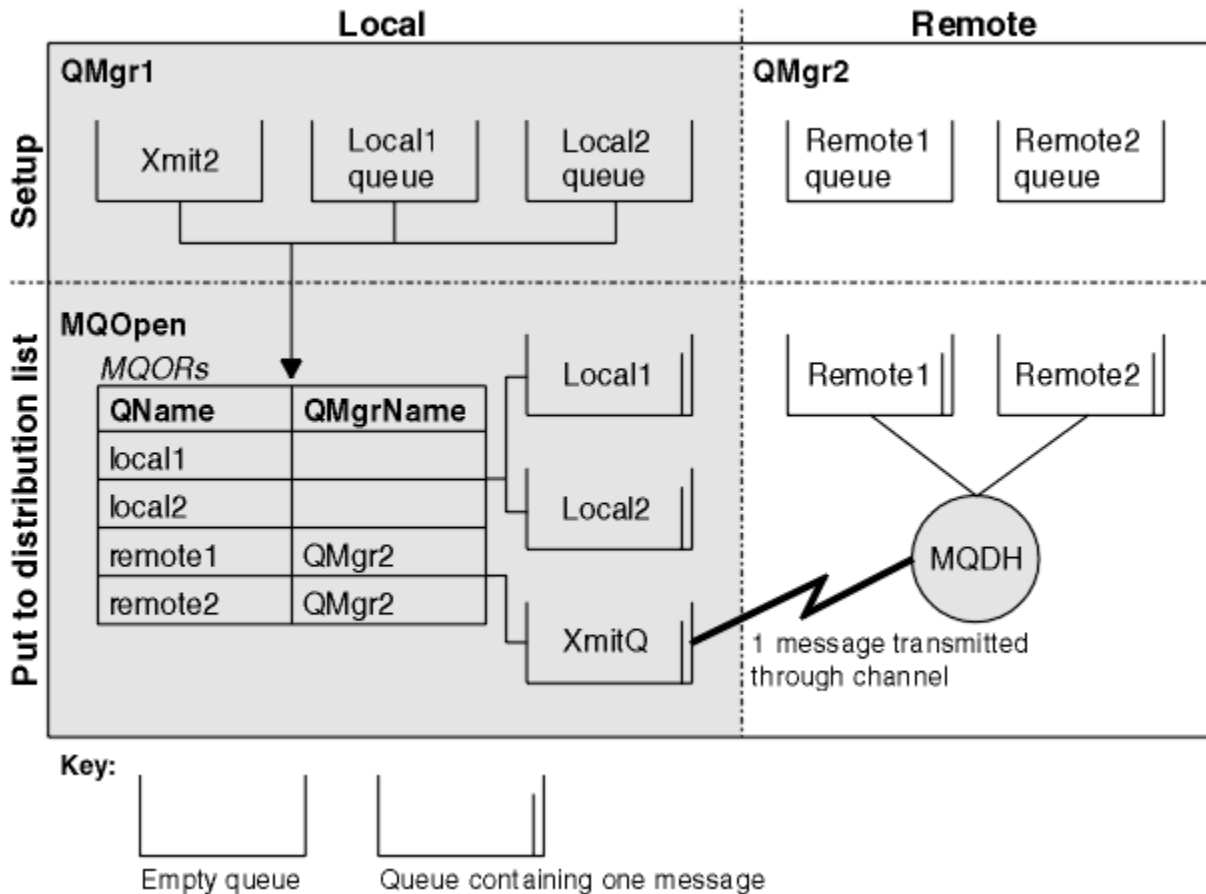 Local
Remote
Setup
QMgr1
Xmit2
Local1
queue
Local2
queue
QMgr2
Remote1
queue
Remote2
queue
Put to distribution list
MQOpen
MQORs
QName QMgrName
local1
local2
remote1 QMgr2
remote2 QMgr2
Local1
Local2
XmitQ
Remote1
Remote2
MQDH
1 message transmitted
through channel
Key:
Empty queue
Queue containing one message